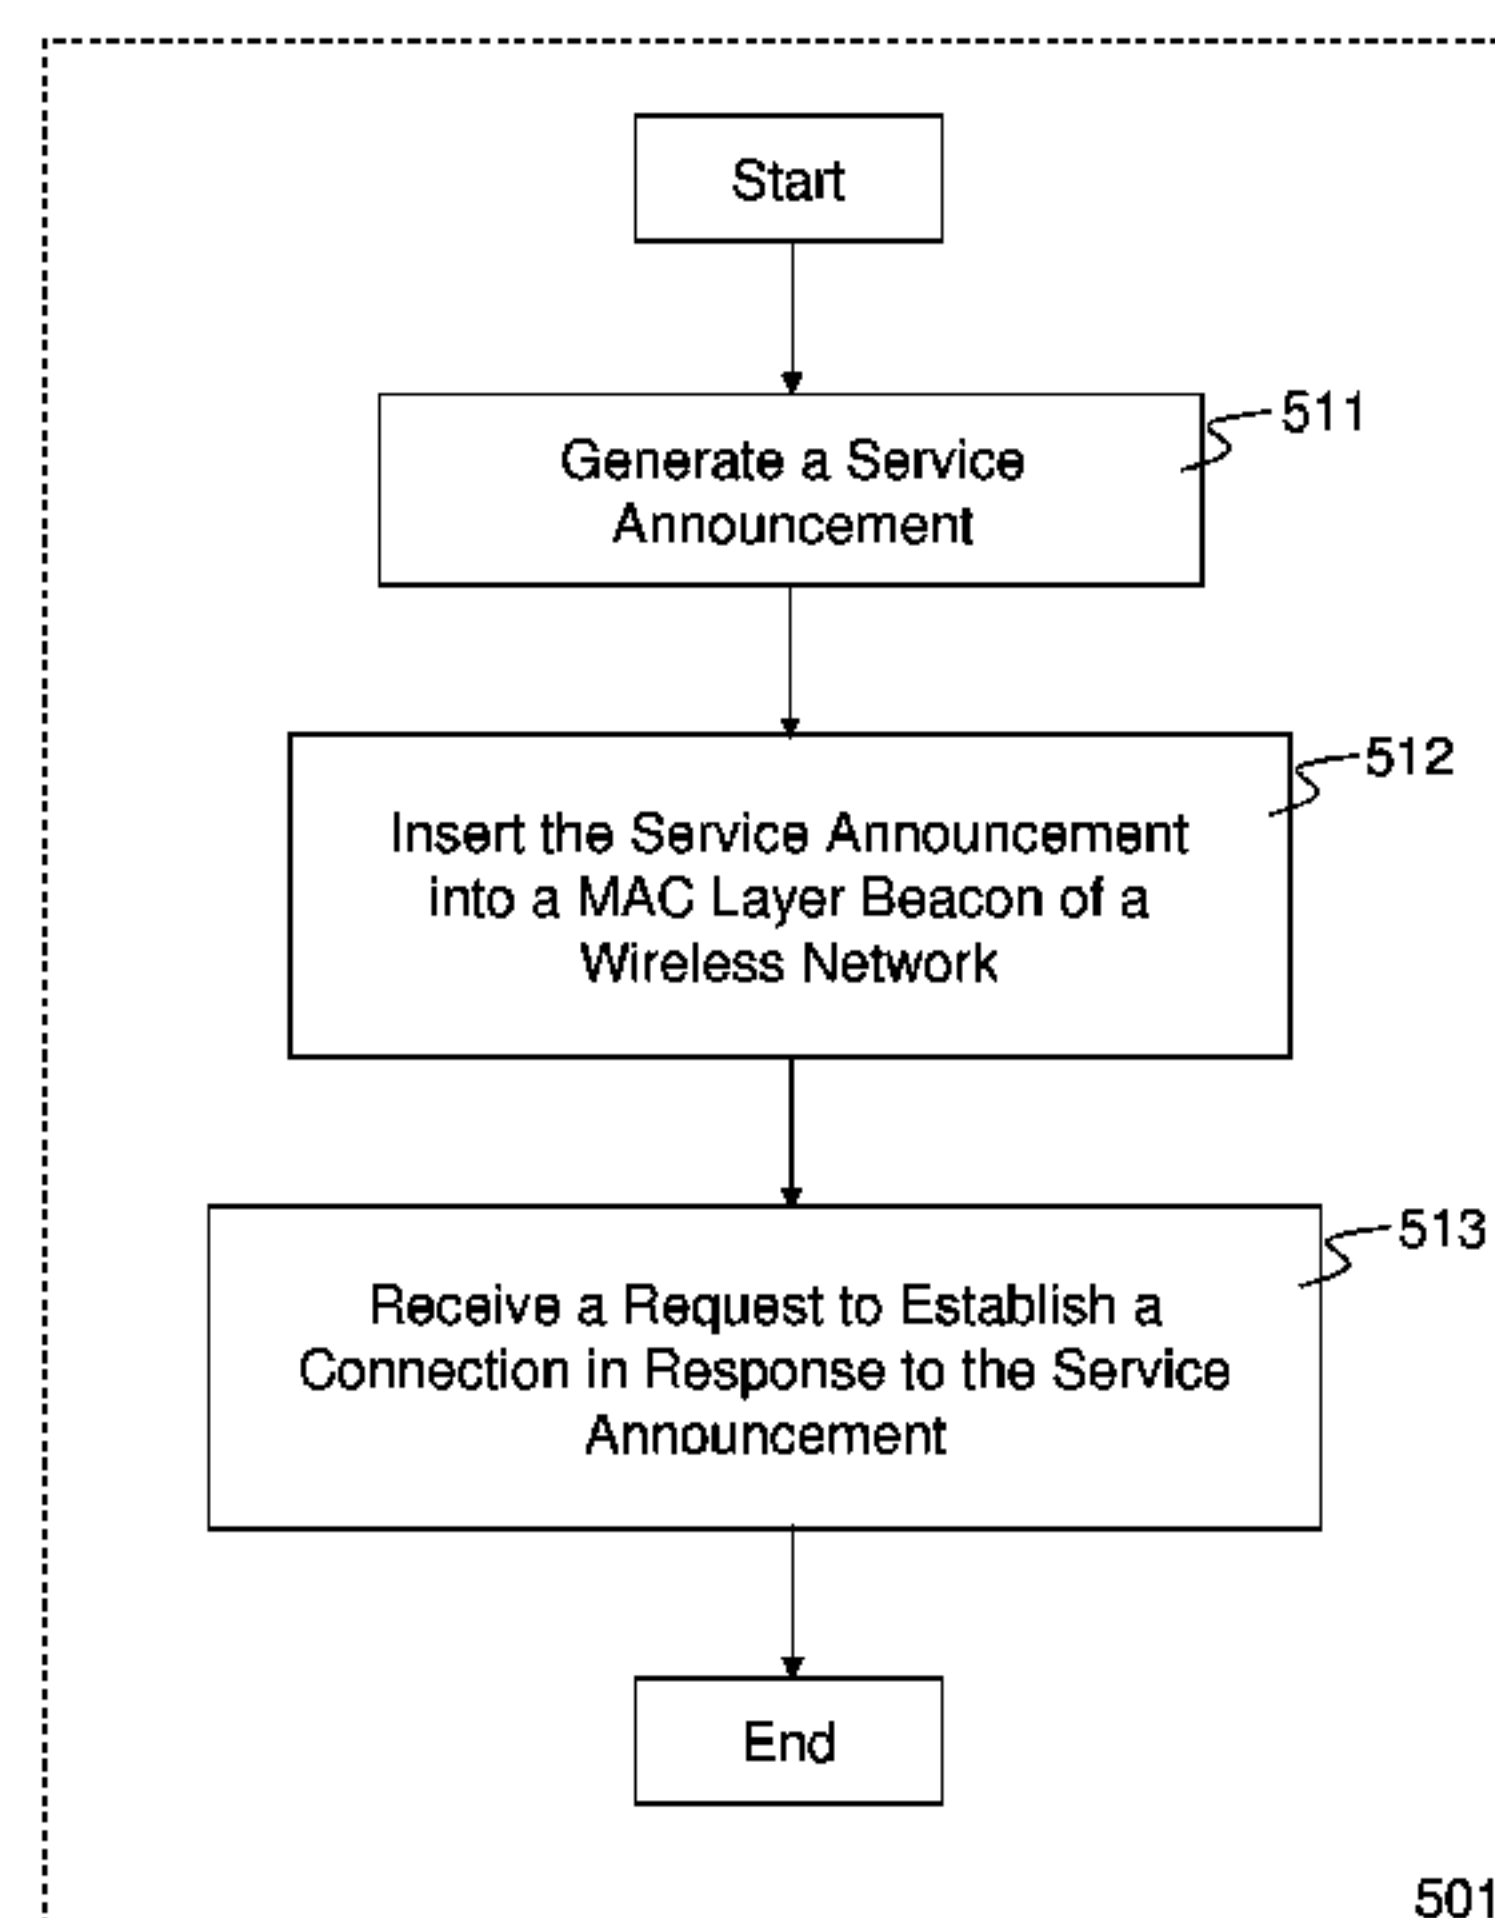 Start
511
Generate a Service
Announcement
512
Insert the Service Announcement
into a MAC Layer Beacon of a
Wireless Network
513
Receive a Request to Establish a
Connection in Response to the Service
Announcement
End
501